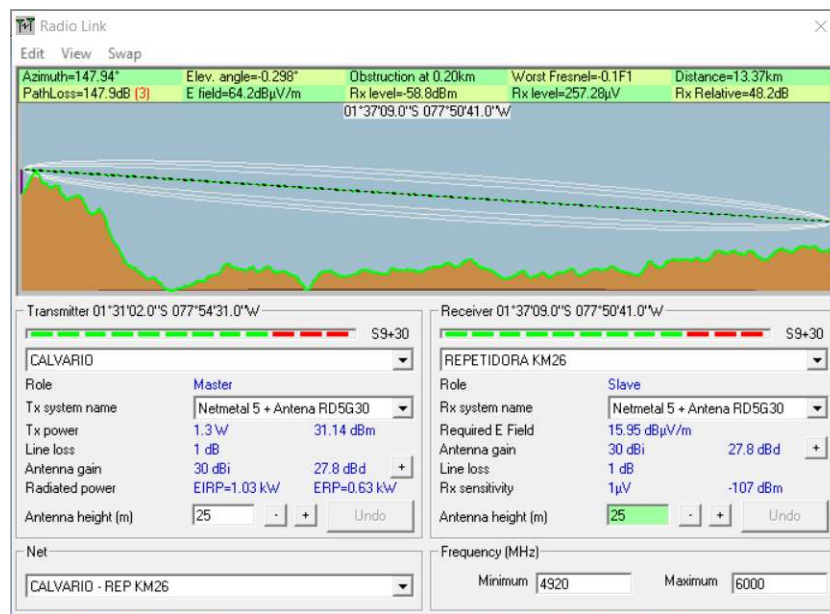 Radio Link
Edit View Swap
Azimuth=147.94° Elev. angle=-0.298° Obstruction at 0.20km Worst Fresnel=-0.1F1 Distance=13.37km
PathLoss=147.9dB (3) E field=64.2dBµV/m Rx level=-58.8dBm Rx level=257.28µV Rx Relative=48.2dB
01°37'09.0"S 077°50'41.0"W
Transmitter 01°31'02.0"S 077°54'31.0"W
S9+30
CALVARIO
Role Master
Tx system name Netmetal 5 + Antena RD5G30
Tx power 1.3 W 31.14 dBm
Line loss 1 dB
Antenna gain 30 dBi 27.8 dBd +
Radiated power EIRP=1.03 kW ERP=0.63 kW
Antenna height (m) 25 - + Undo
Net
CALVARIO - REP KM26
Receiver 01°37'09.0"S 077°50'41.0"W
S9+30
REPETIDORA KM26
Role Slave
Rx system name Netmetal 5 + Antena RD5G30
Required E Field 15.95 dBµV/m
Antenna gain 30 dBi 27.8 dBd +
Line loss 1 dB
Rx sensitivity 1µV -107 dBm
Antenna height (m) 25 - + Undo
Frequency (MHz)
Minimum 4920 Maximum 6000